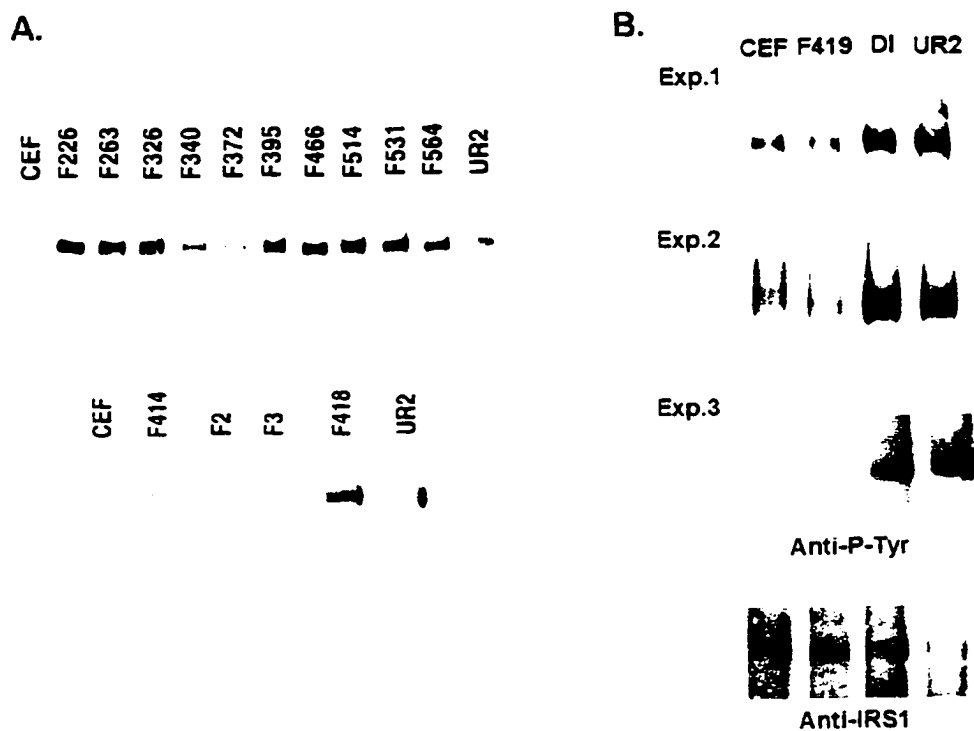 A.
CEF F226 F263 F326 F340 F372 F395 F466 F514 F531 F564 UR2
CEF F414 F2 F3 F418 UR2
B.
CEF F419 DI UR2
Exp.1
Exp.2
Exp.3
Anti-P-Tyr
Anti-IRS1